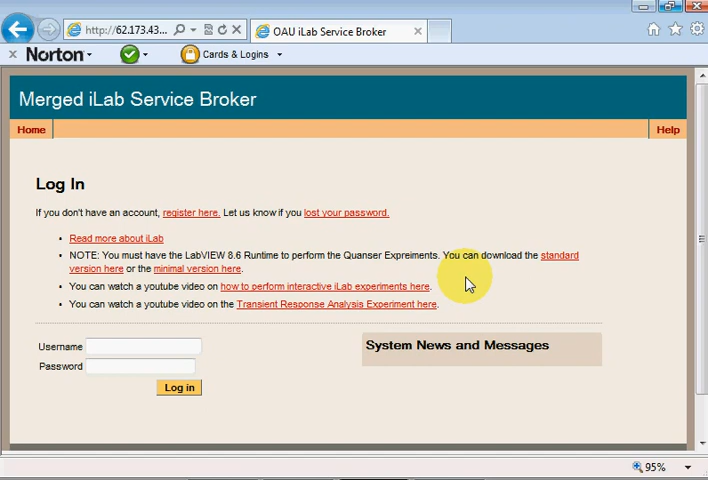 http://62.173.43...
OAU iLab Service Broker
x Norton
Cards & Logins
Merged iLab Service Broker
Home
Help
Log In
If you don't have an account, register here. Let us know if you lost your password.
Read more about iLab
NOTE: You must have the LabVIEW 8.6 Runtime to perform the Quanser Expreiments. You can download the standard
version here or the minimal version here.
You can watch a youtube video on how to perform interactive iLab experiments here.
You can watch a youtube video on the Transient Response Analysis Experiment here.
Username
System News and Messages
Password
Log in
95%